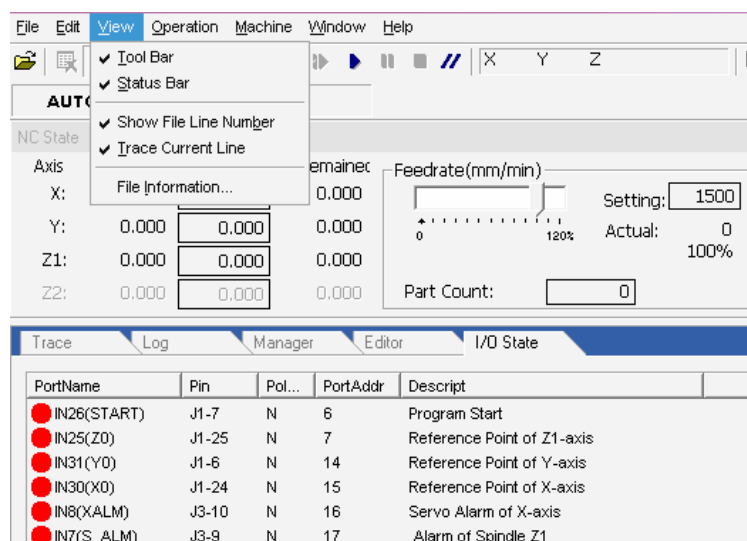 File Edit View Operation Machine Window Help
Tool Bar
Status Bar
Show File Line Number
Trace Current Line
File Information...
X Y Z
NC State
Axis
Feedrate(mm/min)
X: 0.000
Setting: 1500
0 120%
Y: 0.000 0.000 0.000
Actual: 0
100%
Z1: 0.000 0.000 0.000
Z2: 0.000 0.000 0.000
Part Count: 0
Trace Log Manager Editor I/O State
PortName Pin Pol... PortAddr Descript
IN26(START) J1-7 N 6 Program Start
IN25(Z0) J1-25 N 7 Reference Point of Z1-axis
IN31(Y0) J1-6 N 14 Reference Point of Y-axis
IN30(X0) J1-24 N 15 Reference Point of X-axis
IN8(XALM) J3-10 N 16 Servo Alarm of X-axis
IN7(S_ALM) J3-9 N 17 Alarm of Spindle Z1